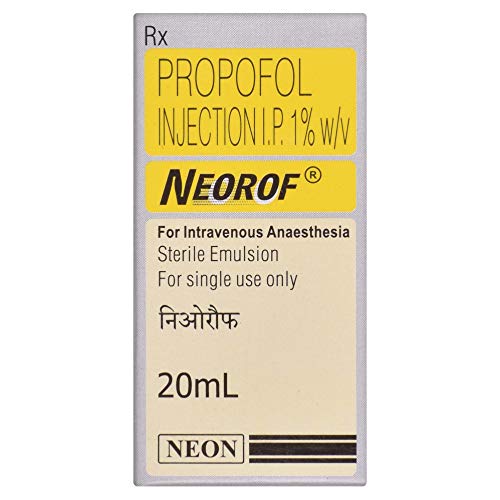 Rx
PROPOFOL
INJECTION I.P. 1% w/v
NEOROF®
For Intravenous Anaesthesia
Sterile Emulsion
For single use only
निओरौफ
20mL
NEON